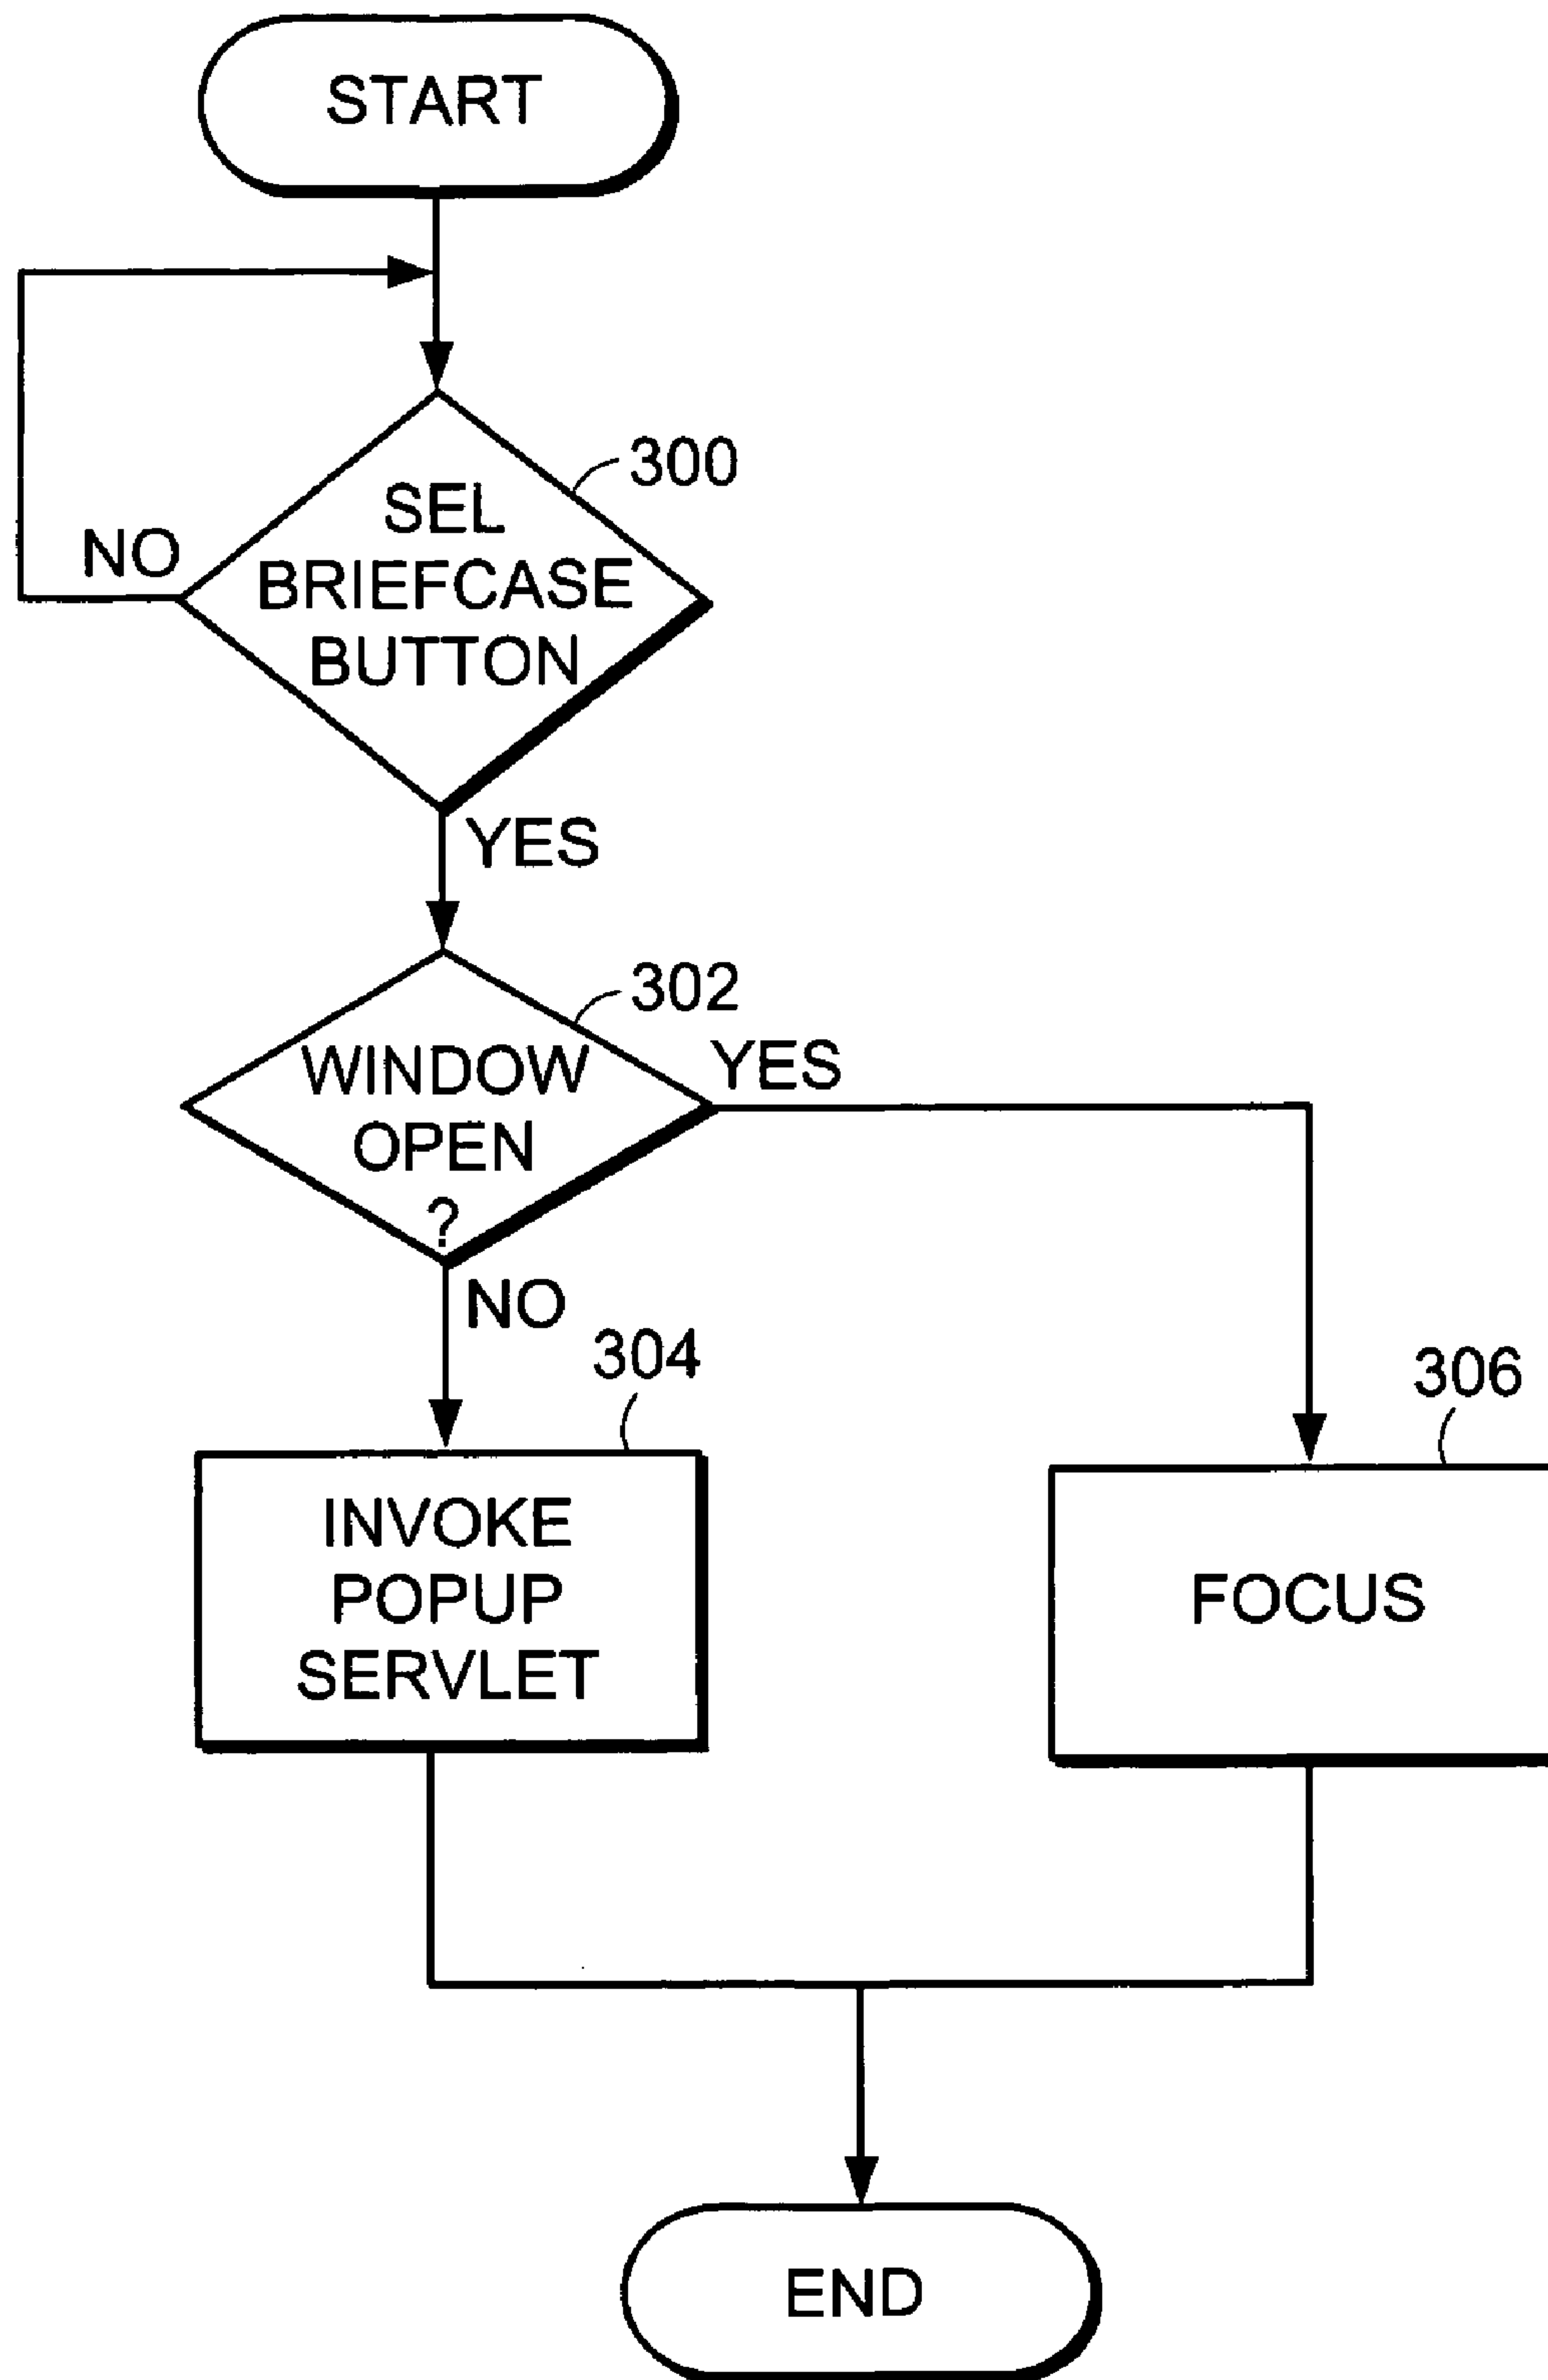 START
300
SEL
BRIEFCASE
BUTTON
NO
YES
302
WINDOW
OPEN
?
YES
NO
304
INVOKE
POPUP
SERVLET
306
FOCUS
END